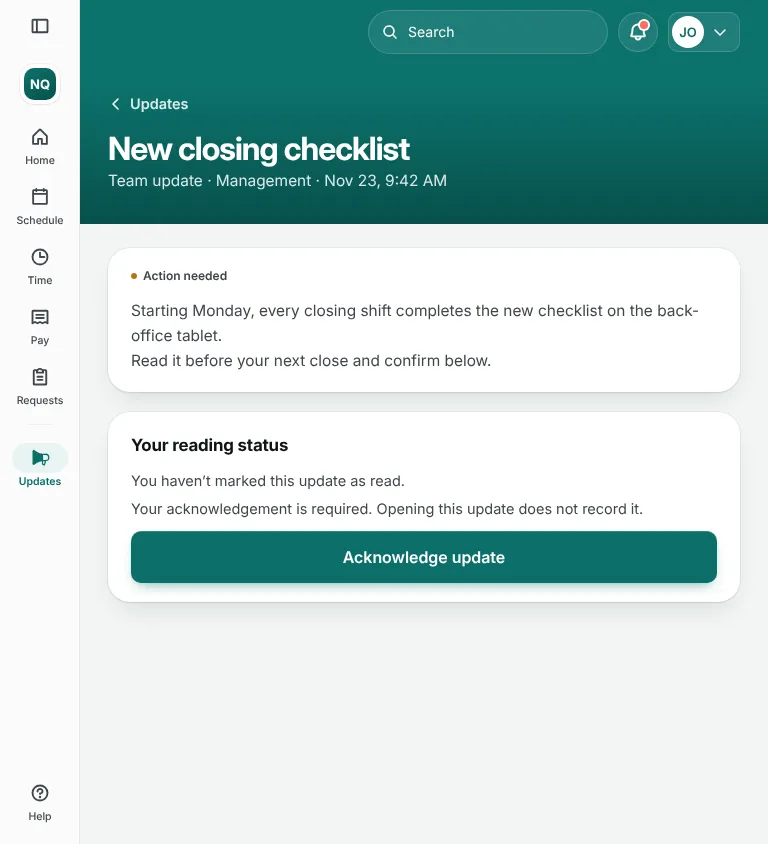 Search
JO
NQ
Home
Schedule
Time
Pay
Requests
Updates
Help
Updates
New closing checklist
Team update · Management · Nov 23, 9:42 AM
Action needed
Starting Monday, every closing shift completes the new checklist on the back-
office tablet.
Read it before your next close and confirm below.
Your reading status
You haven’t marked this update as read.
Your acknowledgement is required. Opening this update does not record it.
Acknowledge update